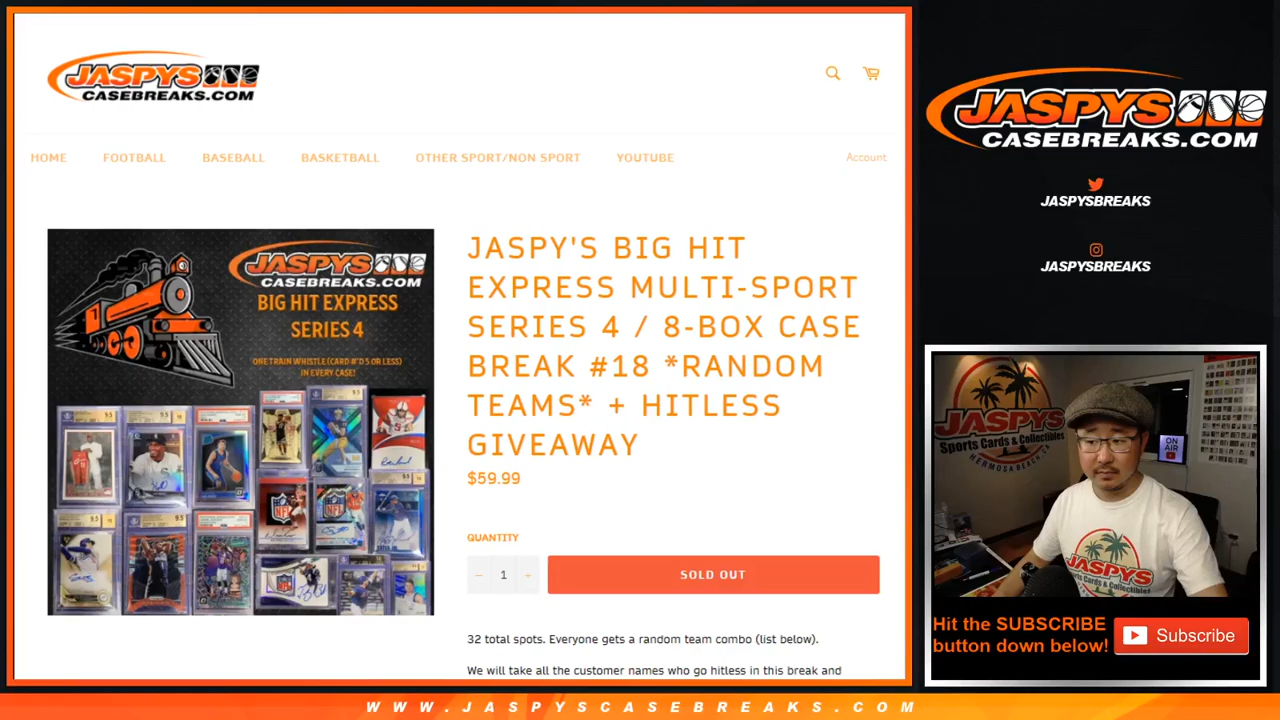 JASPYS
CASEBREAKS.COM
HOME
FOOTBALL
BASEBALL
BASKETBALL
OTHER SPORT/NON SPORT
YOUTUBE
Account
JASPYS
CASEBREAKS.COM
BIG HIT EXPRESS
SERIES 4
ONE TRAIN WHISTLE (CARD #'D 5 OR LESS)
IN EVERY CASE!
JASPY'S BIG HIT
EXPRESS MULTI-SPORT
SERIES 4 / 8-BOX CASE
BREAK #18 *RANDOM
TEAMS* + HITLESS
GIVEAWAY
$59.99
QUANTITY
− 1 +
SOLD OUT
32 total spots. Everyone gets a random team combo (list below).
We will take all the customer names who go hitless in this break and
JASPYS
CASEBREAKS.COM
JASPYSBREAKS
JASPYSBREAKS
JASPYS
Sports Cards & Collectibles
HERMOSA BEACH, CA
ON
AIR
JASPYS
Sports Cards & Collectibles
Hit the SUBSCRIBE
button down below!
Subscribe
WWW.JASPYSCASEBREAKS.COM